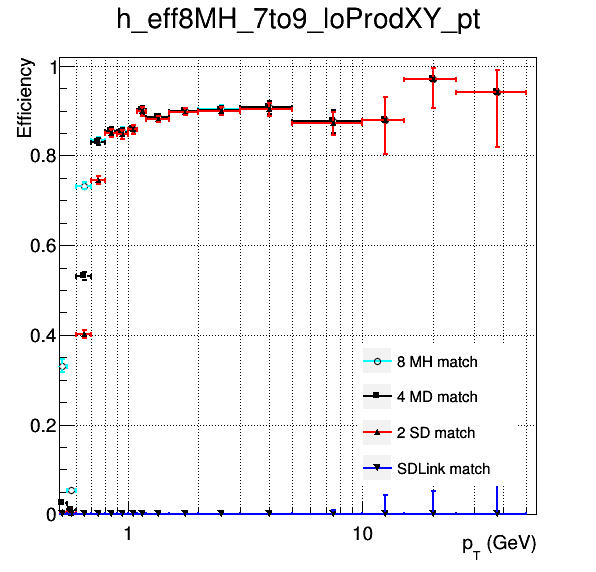 h_eff8MH_7to9_loProdXY_pt
Efficiency
1
0.8
0.6
0.4
0.2
0
8 MH match
4 MD match
2 SD match
SDLink match
1
10
p_T (GeV)